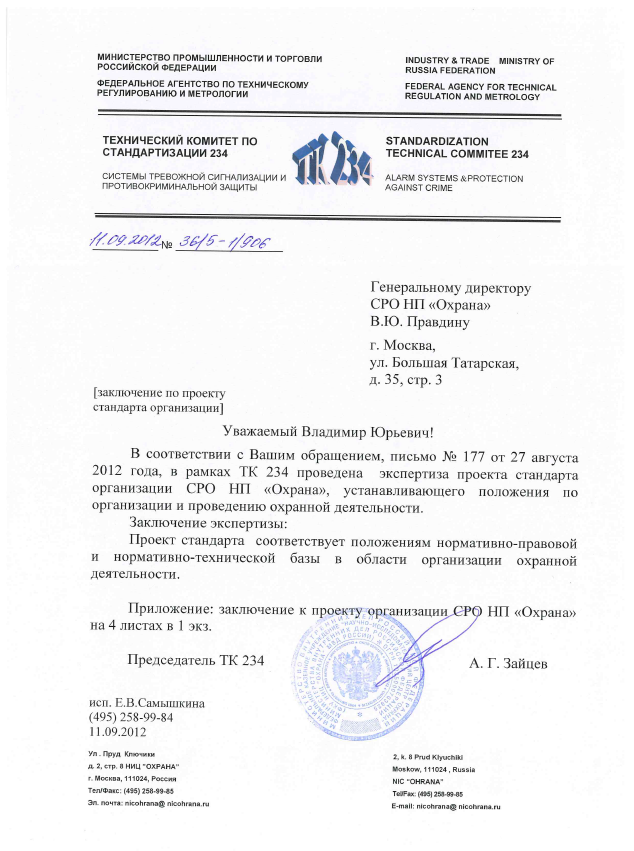 МИНИСТЕРСТВО ПРОМЫШЛЕННОСТИ И ТОРГОВЛИ
РОССИЙСКОЙ ФЕДЕРАЦИИ
ФЕДЕРАЛЬНОЕ АГЕНТСТВО ПО ТЕХНИЧЕСКОМУ
РЕГУЛИРОВАНИЮ И МЕТРОЛОГИИ
INDUSTRY & TRADE MINISTRY OF
RUSSIA FEDERATION
FEDERAL AGENCY FOR TECHNICAL
REGULATION AND METROLOGY
ТЕХНИЧЕСКИЙ КОМИТЕТ ПО
СТАНДАРТИЗАЦИИ 234
СИСТЕМЫ ТРЕВОЖНОЙ СИГНАЛИЗАЦИИ И
ПРОТИВОКРИМИНАЛЬНОЙ ЗАЩИТЫ
ТК 234
STANDARDIZATION
TECHNICAL COMMITEE 234
ALARM SYSTEMS &PROTECTION
AGAINST CRIME
11.09.2012 № 36/5-1/906
Генеральному директору
СРО НП «Охрана»
В.Ю. Правдину
г. Москва,
ул. Большая Татарская,
д. 35, стр. 3
[заключение по проекту
стандарта организации]
Уважаемый Владимир Юрьевич!
В соответствии с Вашим обращением, письмо № 177 от 27 августа
2012 года, в рамках ТК 234 проведена экспертиза проекта стандарта
организации СРО НП «Охрана», устанавливающего положения по
организации и проведению охранной деятельности.
Заключение экспертизы:
Проект стандарта соответствует положениям нормативно-правовой
и нормативно-технической базы в области организации охранной
деятельности.
Приложение: заключение к проекту организации СРО НП «Охрана»
на 4 листах в 1 экз.
Председатель ТК 234
А. Г. Зайцев
исп. Е.В.Самышкина
(495) 258-99-84
11.09.2012
Ул . Пруд Ключики
д. 2, стр. 8 НИЦ "ОХРАНА"
г. Москва, 111024, Россия
Тел/Факс: (495) 258-99-85
Эл. почта: nicohrana@ nicohrana.ru
2, k. 8 Prud Klyuchiki
Moskow, 111024 , Russia
NIC "OHRANA"
Tel/Fax: (495) 258-99-85
E-mail: nicohrana@ nicohrana.ru